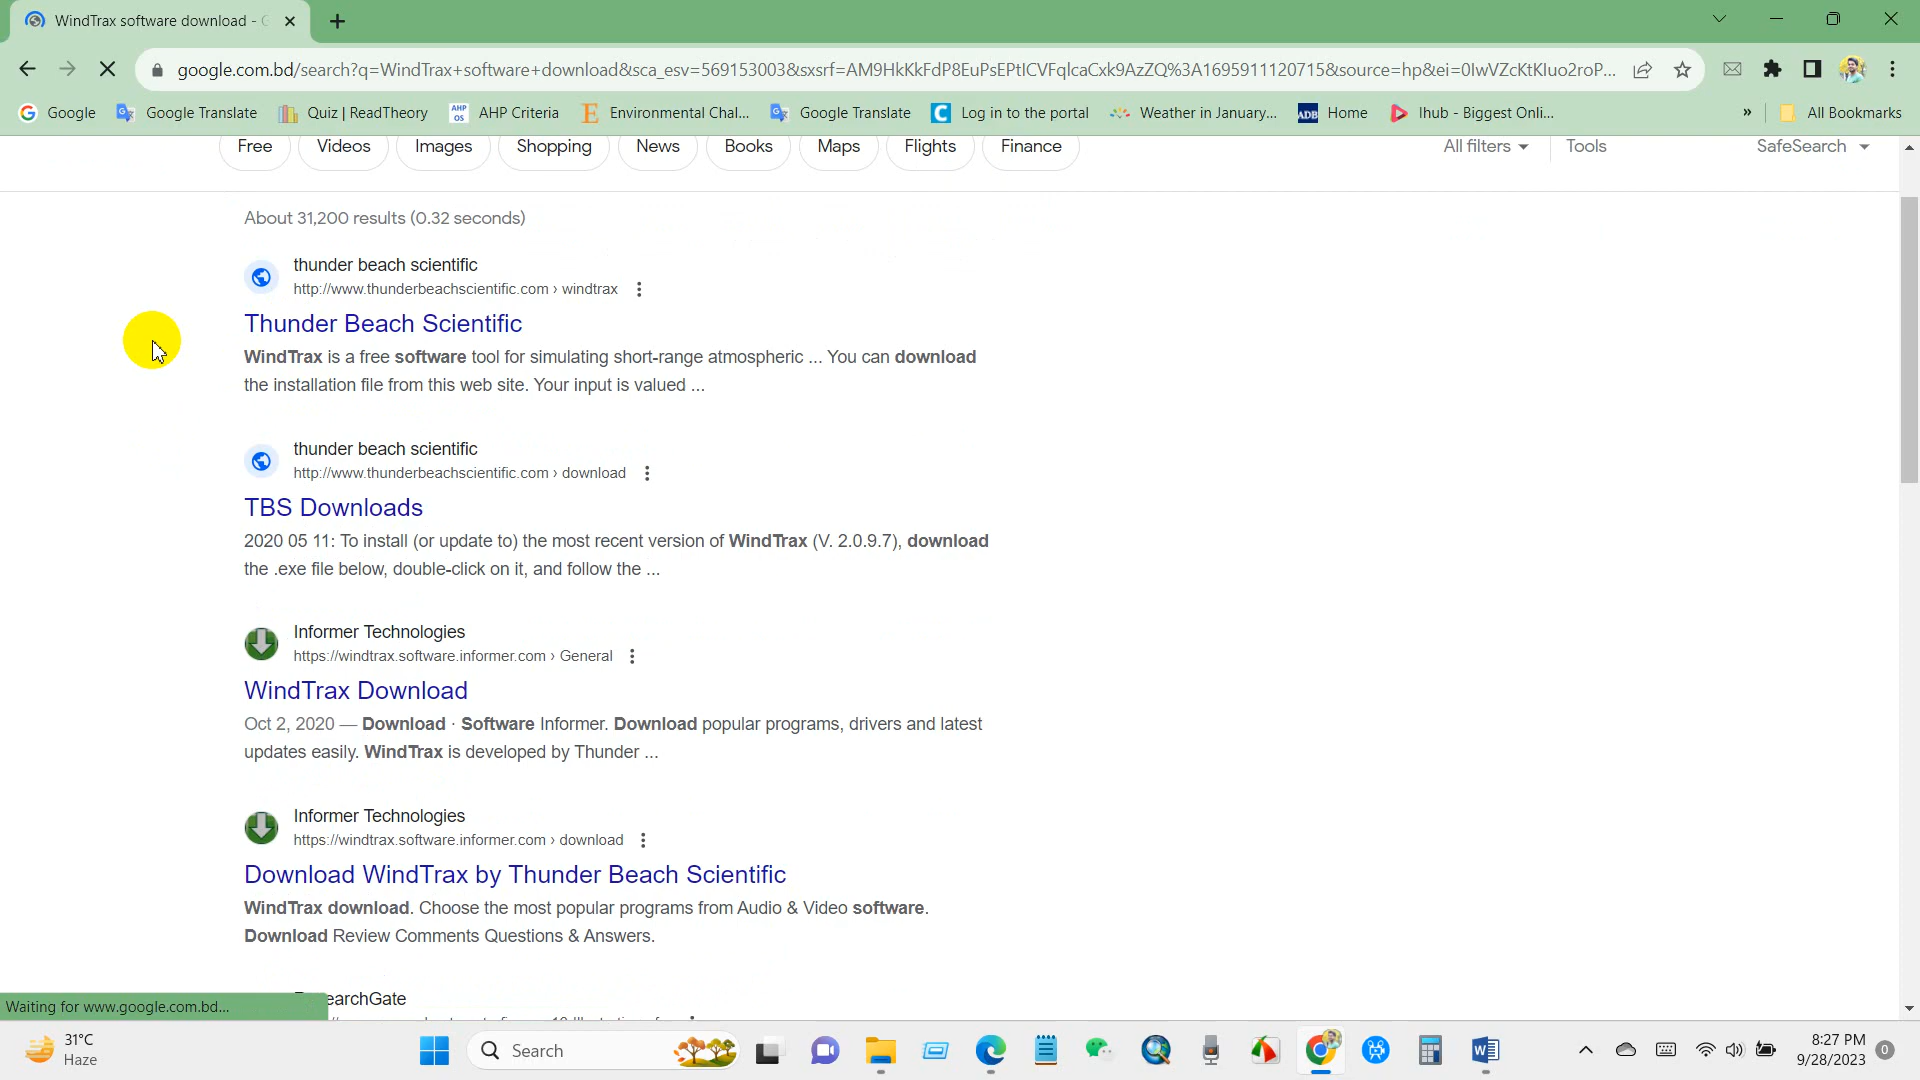 WindTrax software download - G
google.com.bd/search?q=WindTrax+software+download&sca_esv=569153003&sxsrf=AM9HkKkFdP8EuPsEPtICVFqlcaCxk9AzZQ%3A1695911120715&source=hp&ei=0IwVZcKtKIuo2roP...
Google Google Translate Quiz | ReadTheory AHP Criteria Environmental Chal... Google Translate Log in to the portal Weather in January,... ADB Home Ihub - Biggest Onli... » All Bookmarks
Free Videos Images Shopping News Books Maps Flights Finance All filters Tools SafeSearch
About 31,200 results (0.32 seconds)
thunder beach scientific
http://www.thunderbeachscientific.com › windtrax
Thunder Beach Scientific
WindTrax is a free software tool for simulating short-range atmospheric ... You can download
the installation file from this web site. Your input is valued ...
thunder beach scientific
http://www.thunderbeachscientific.com › download
TBS Downloads
2020 05 11: To install (or update to) the most recent version of WindTrax (V. 2.0.9.7), download
the .exe file below, double-click on it, and follow the ...
Informer Technologies
https://windtrax.software.informer.com › General
WindTrax Download
Oct 2, 2020 — Download · Software Informer. Download popular programs, drivers and latest
updates easily. WindTrax is developed by Thunder ...
Informer Technologies
https://windtrax.software.informer.com › download
Download WindTrax by Thunder Beach Scientific
WindTrax download. Choose the most popular programs from Audio & Video software.
Download Review Comments Questions & Answers.
earchGate
Waiting for www.google.com.bd...
31°C
Haze
Search
8:27 PM
9/28/2023
0